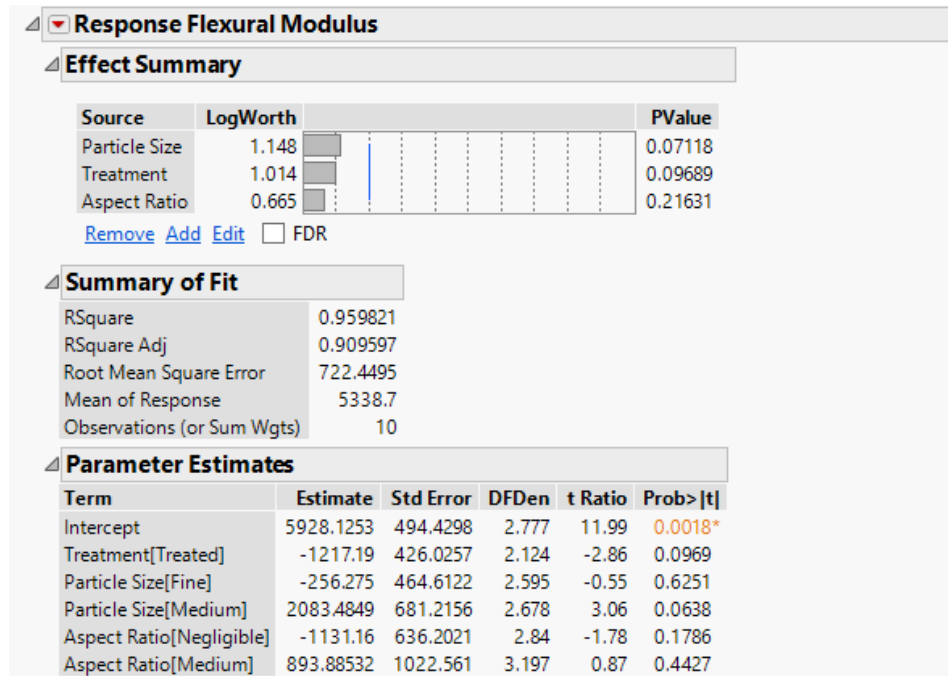 Response Flexural Modulus
Effect Summary
Source LogWorth PValue
Particle Size 1.148 0.07118
Treatment 1.014 0.09689
Aspect Ratio 0.665 0.21631
Remove Add Edit FDR
Summary of Fit
RSquare 0.959821
RSquare Adj 0.909597
Root Mean Square Error 722.4495
Mean of Response 5338.7
Observations (or Sum Wgts) 10
Parameter Estimates
Term Estimate Std Error DFDen t Ratio Prob>|t|
Intercept 5928.1253 494.4298 2.777 11.99 0.0018*
Treatment[Treated] -1217.19 426.0257 2.124 -2.86 0.0969
Particle Size[Fine] -256.275 464.6122 2.595 -0.55 0.6251
Particle Size[Medium] 2083.4849 681.2156 2.678 3.06 0.0638
Aspect Ratio[Negligible] -1131.16 636.2021 2.84 -1.78 0.1786
Aspect Ratio[Medium] 893.88532 1022.561 3.197 0.87 0.4427